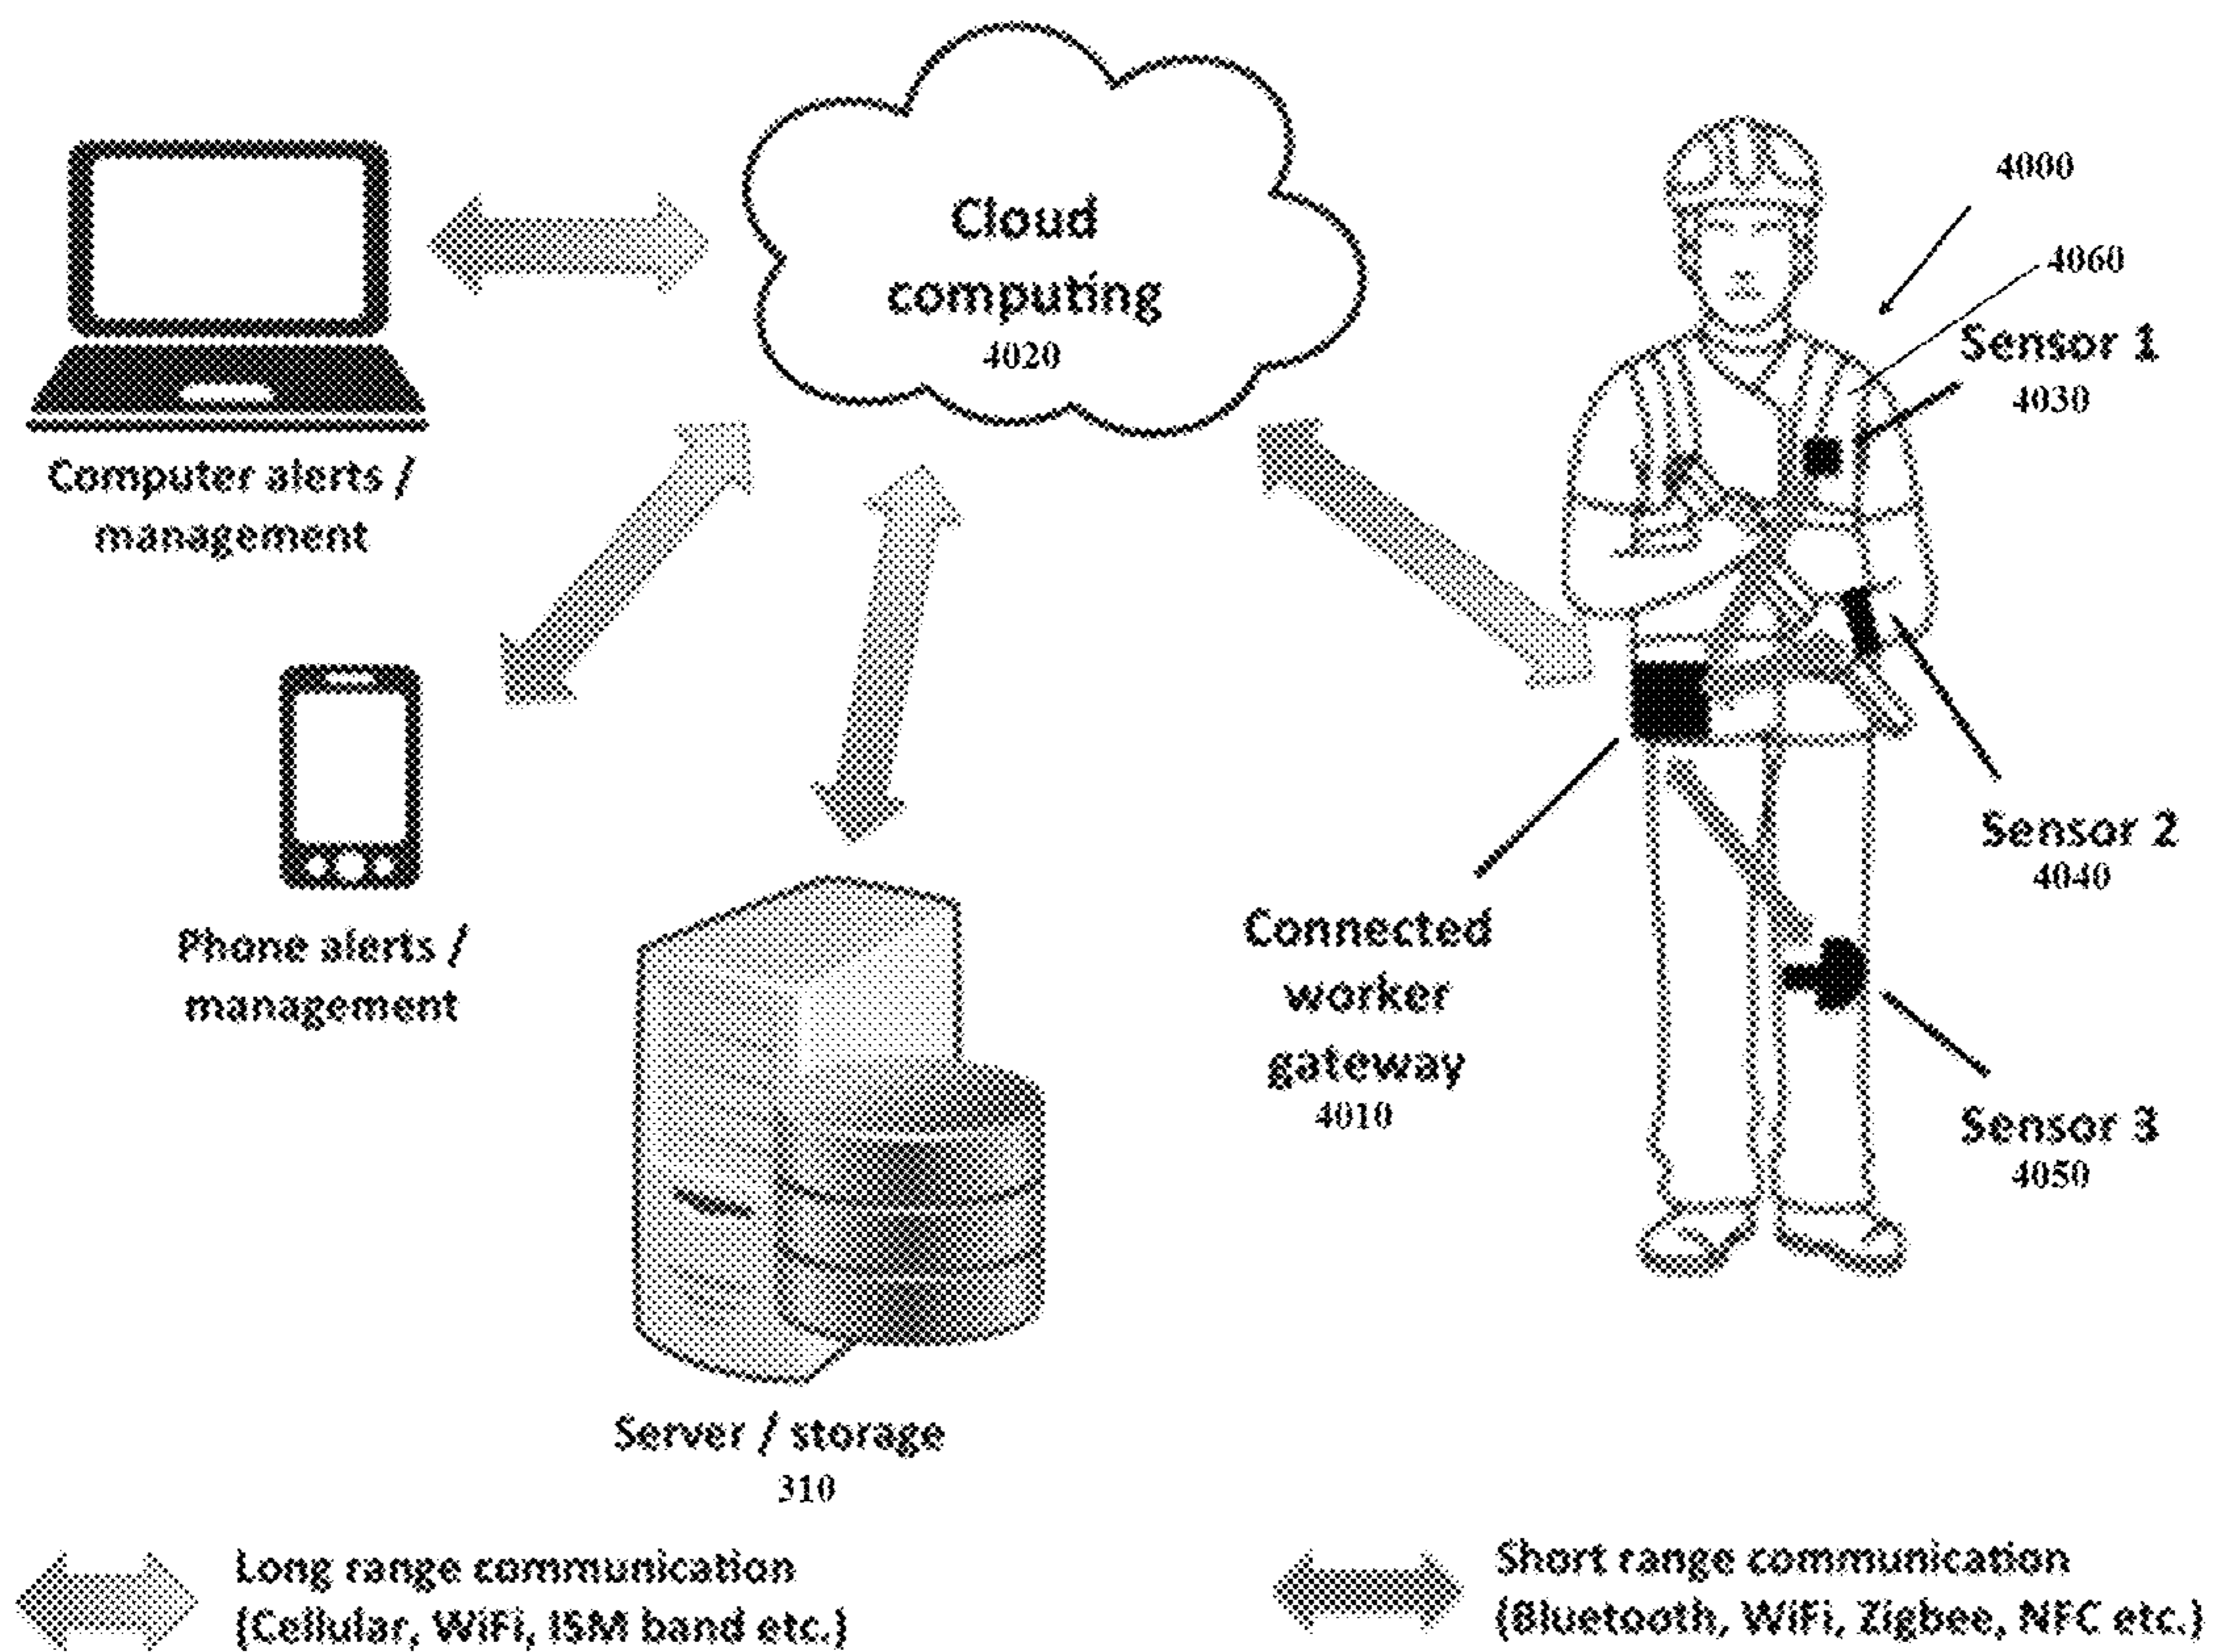 Cloud
computing
4020
Computer alerts /
management
Phone alerts /
management
Server / storage
310
Connected
worker
gateway
4010
4000
4060
Sensor 1
4030
Sensor 2
4040
Sensor 3
4050
Long range communication
(Cellular, WiFi, ISM band etc.)
Short range communication
(Bluetooth, WiFi, Zigbee, NFC etc.)